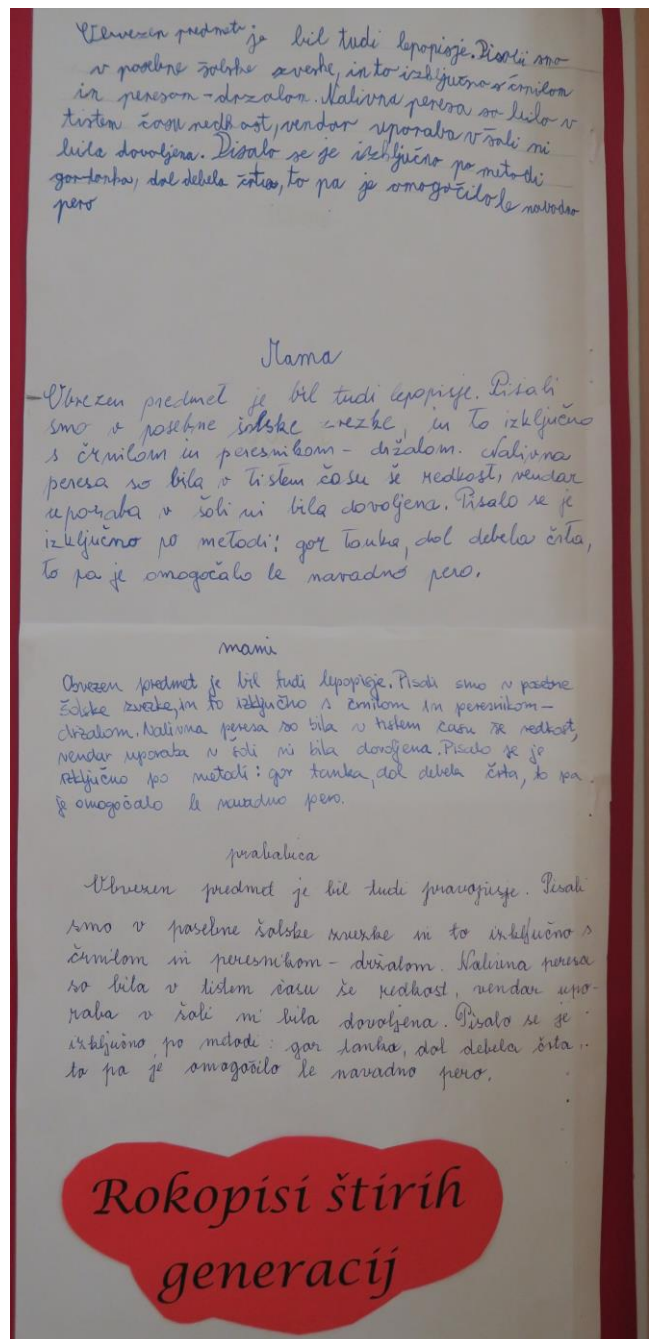 Obvezen predmet je bil tudi lepopisje. Pisali smo
v posebne šolske zveske, in to izključno s črnilom
in peresom-držalom. Nalivna peresa so bilo v
tistem času redkost, vendar uporaba v šoli ni
bila dovoljena. Pisalo se je izključno po metodi
gor tanka, dol debela črta, to pa je omogočilo le navadno
pero
Mama
Obvezen predmet je bil tudi lepopisje. Pisali
smo v posebne šolske zvezke, in to izključno
s črnilom in peresnikom - držalom. Nalivna
peresa so bila v tistem času še redkost, vendar
uporaba v šoli ni bila dovoljena. Pisalo se je
izključno po metodi: gor tanka, dol debela črta,
to pa je omogočalo le navadno pero.
mami
Obvezen predmet je bil tudi lepopisje. Pisali smo v posebne
šolske zvezke, in to izključno s črnilom in peresnikom-
držalom. Nalivna peresa so bila v tistem času še redkost,
vendar uporaba v šoli ni bila dovoljena. Pisalo se je
izključno po metodi: gor tanka, dol debela črta, to pa
je omogočalo le navadno pero.
prababica
Obvezen predmet je bil tudi pravopisje. Pisali
smo v posebne šolske zvezke in to izključno s
črnilom in peresnikom - držalom. Nalivna peresa
so bila v tistem času še redkost, vendar upo-
raba v šoli ni bila dovoljena. Pisalo se je
izključno po metodi: gor tanka, dol debela črta.
to pa je omogočilo le navadno pero.
Rokopisi štirih
generacij